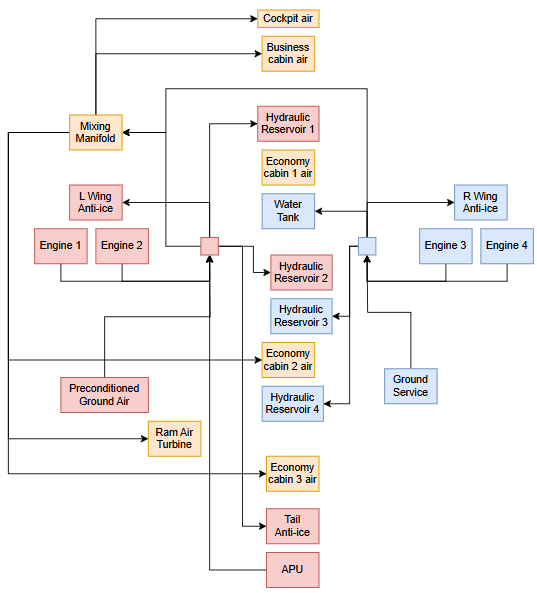 Cockpit air
Business
cabin air
Mixing
Manifold
Hydraulic
Reservoir 1
Economy
cabin 1 air
L Wing
Anti-ice
Water
Tank
R Wing
Anti-ice
Engine 1
Engine 2
Engine 3
Engine 4
Hydraulic
Reservoir 2
Hydraulic
Reservoir 3
Economy
cabin 2 air
Preconditioned
Ground Air
Hydraulic
Reservoir 4
Ground
Service
Ram Air
Turbine
Economy
cabin 3 air
Tail
Anti-ice
APU